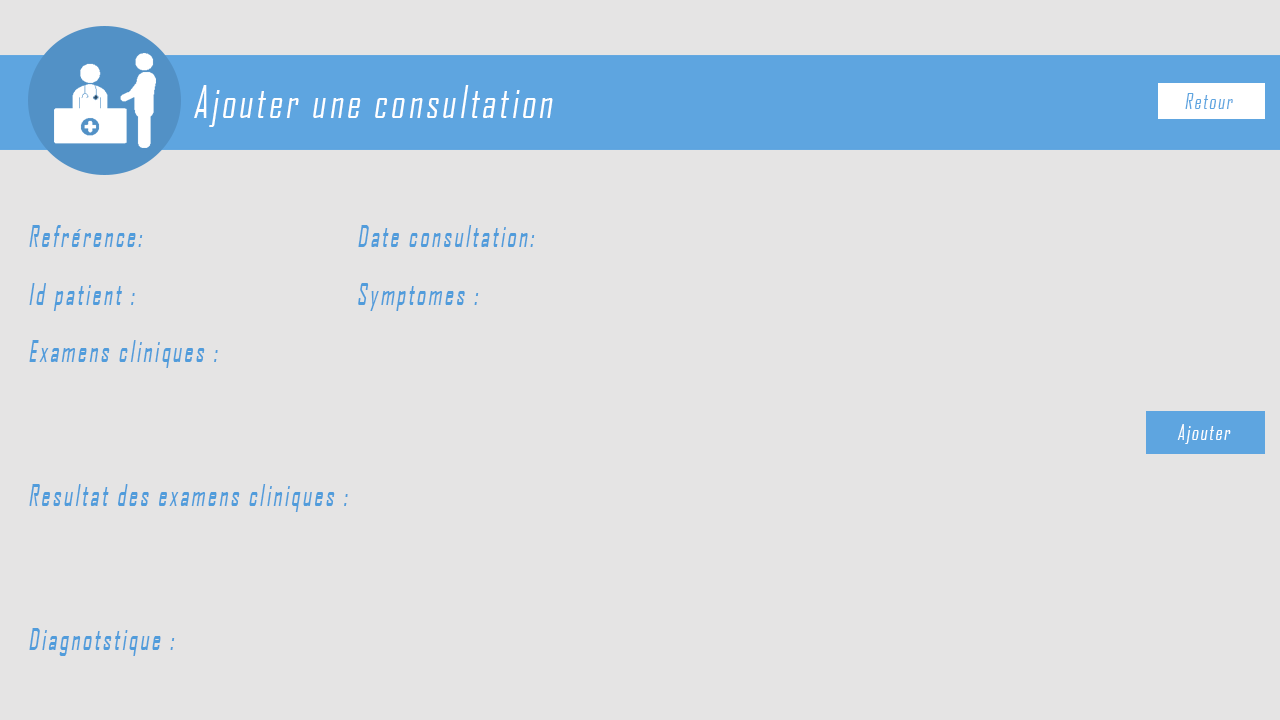 Ajouter une consultation
Retour
Refrérence:
Date consultation:
Id patient :
Symptomes :
Examens cliniques :
Ajouter
Resultat des examens cliniques :
Diagnotstique :